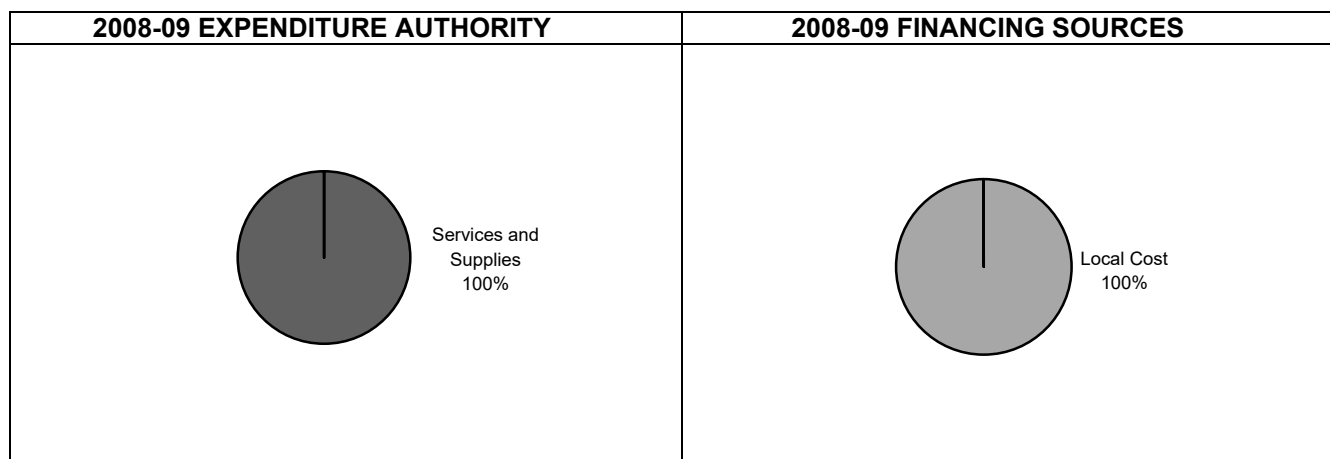 2008-09 EXPENDITURE AUTHORITY
2008-09 FINANCING SOURCES
Services and
Supplies
100%
Local Cost
100%